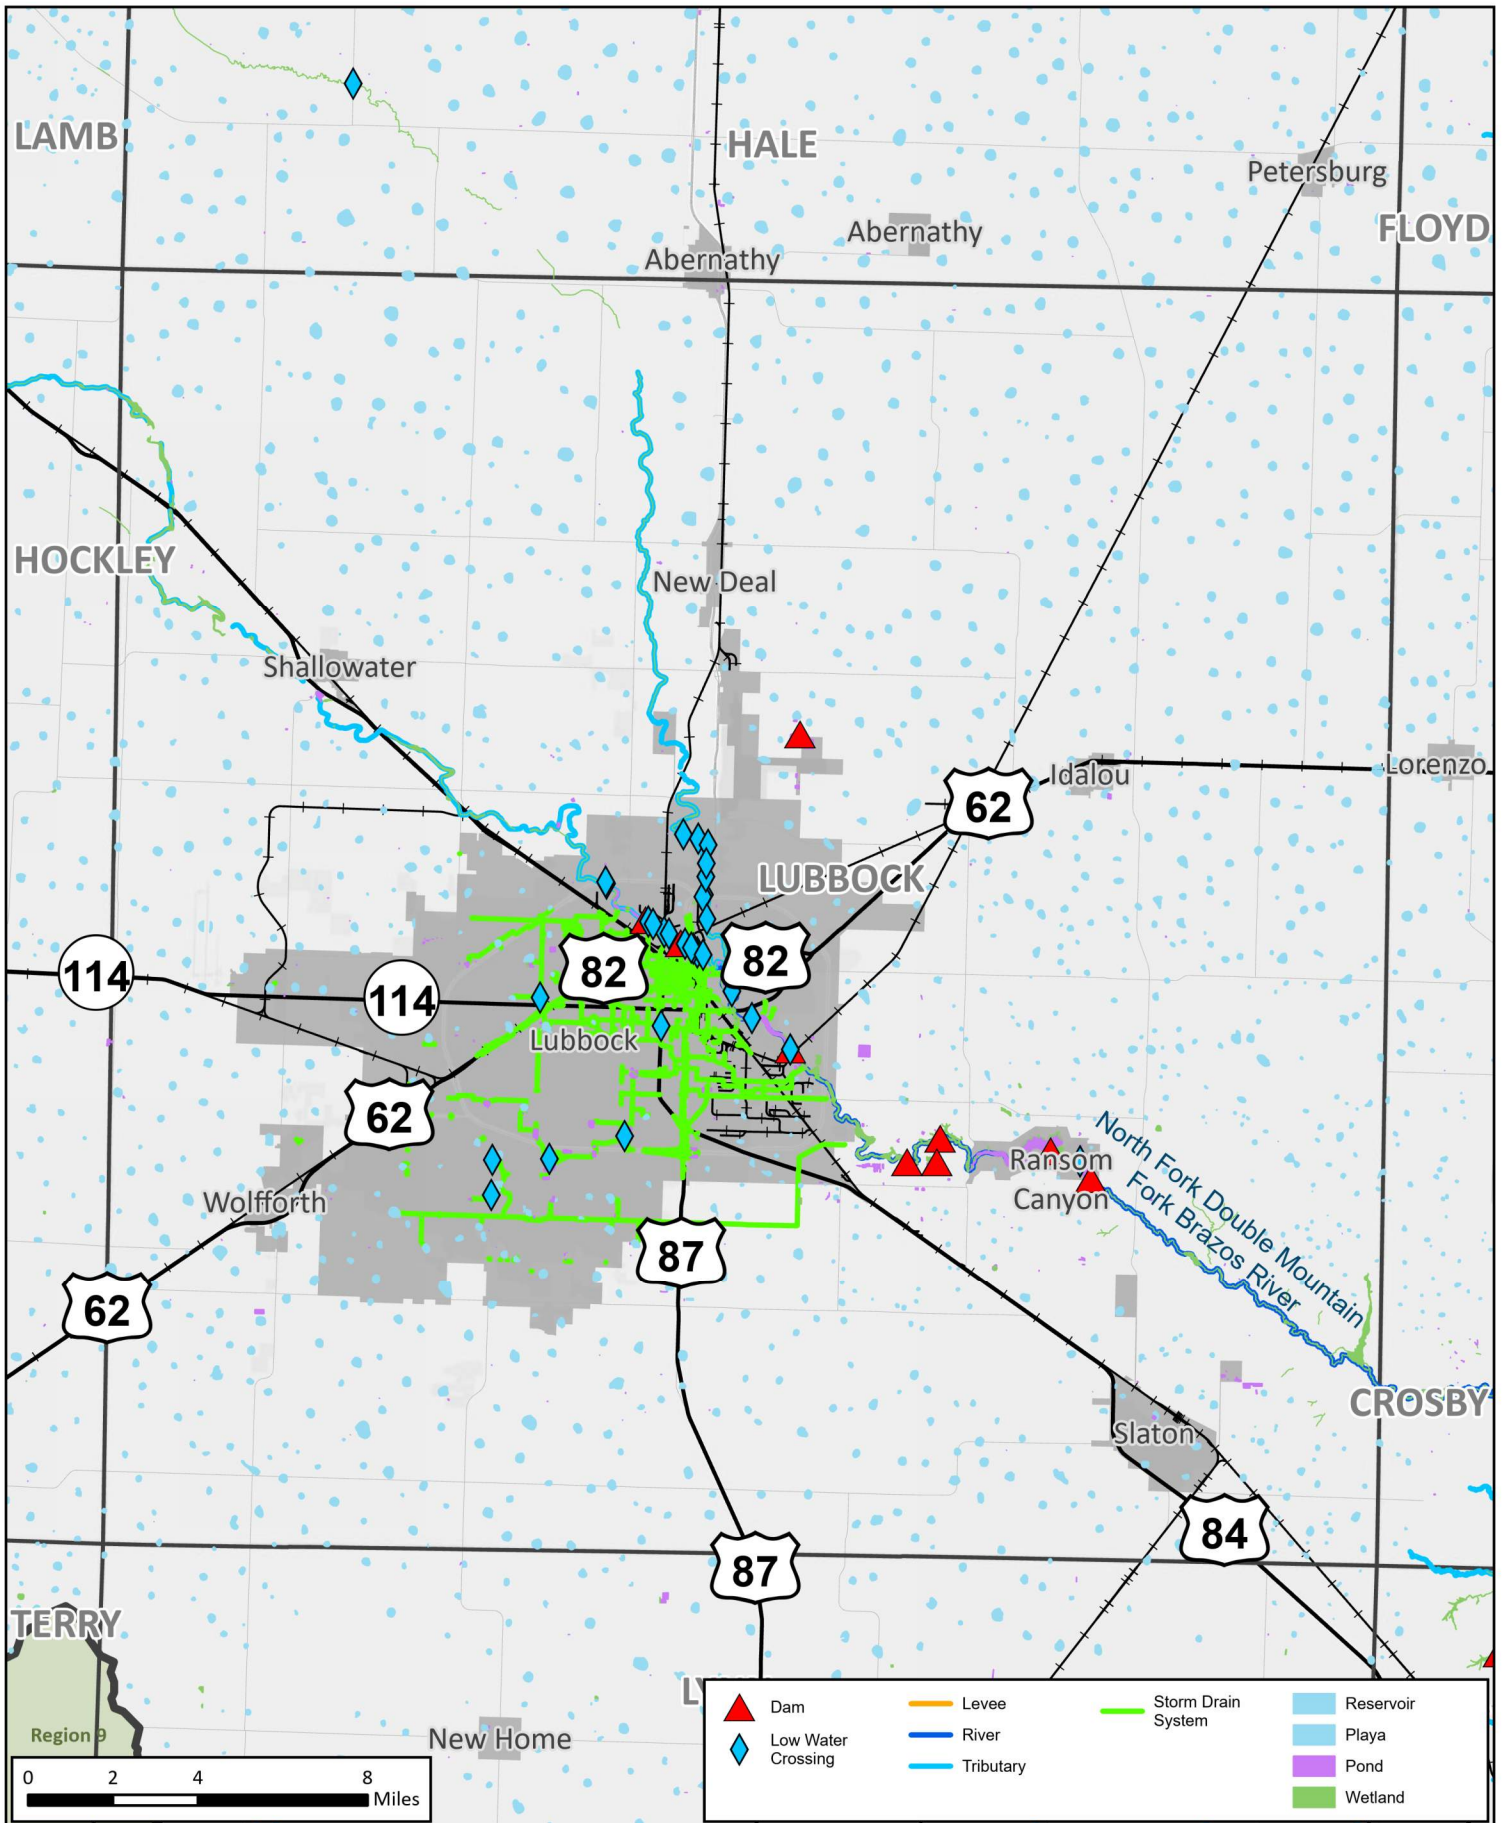 LAMB
HALE
Petersburg
FLOYD
Abernathy
Abernathy
HOCKLEY
New Deal
Shallowater
Idalou
Lorenzo
62
LUBBOCK
82
82
114
114
Lubbock
62
Ransom
Canyon
North Fork Double Mountain
Fork Brazos River
Wolfforth
87
62
CROSBY
Slaton
84
87
TERRY
Region 9
New Home
0 2 4 8
Miles
Dam
Low Water
Crossing
Levee
River
Tributary
Storm Drain
System
Reservoir
Playa
Pond
Wetland